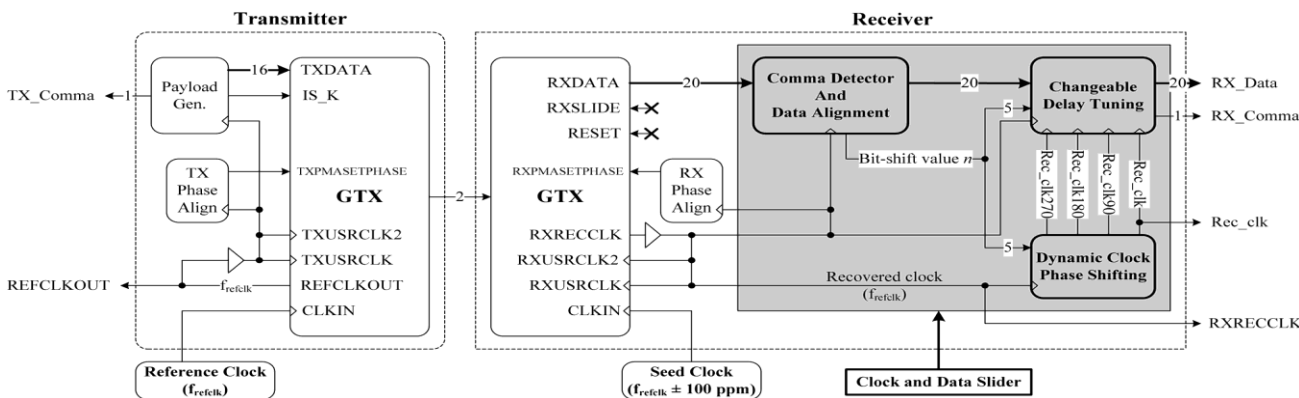 Transmitter
Receiver
TX_Comma
1
Payload
Gen.
16
TXDATA
IS_K
TX
Phase
Align
TXPMASETPHASE
GTX
TXUSRCLK2
TXUSRCLK
REFCLKOUT
f_refclk
REFCLKOUT
CLKIN
Reference Clock
(f_refclk)
2
RXDATA
RXSLIDE
RESET
RXPMASETPHASE
GTX
RXRECCLK
RXUSRCLK2
RXUSRCLK
CLKIN
RX
Phase
Align
Seed Clock
(f_refclk ± 100 ppm)
20
Comma Detector
And
Data Alignment
20
5
Changeable
Delay Tuning
20
RX_Data
1
RX_Comma
Bit-shift value n
Rec_clk270
Rec_clk180
Rec_clk90
Rec_clk
Rec_clk
5
Dynamic Clock
Phase Shifting
Recovered clock
(f_refclk)
RXRECCLK
Clock and Data Slider